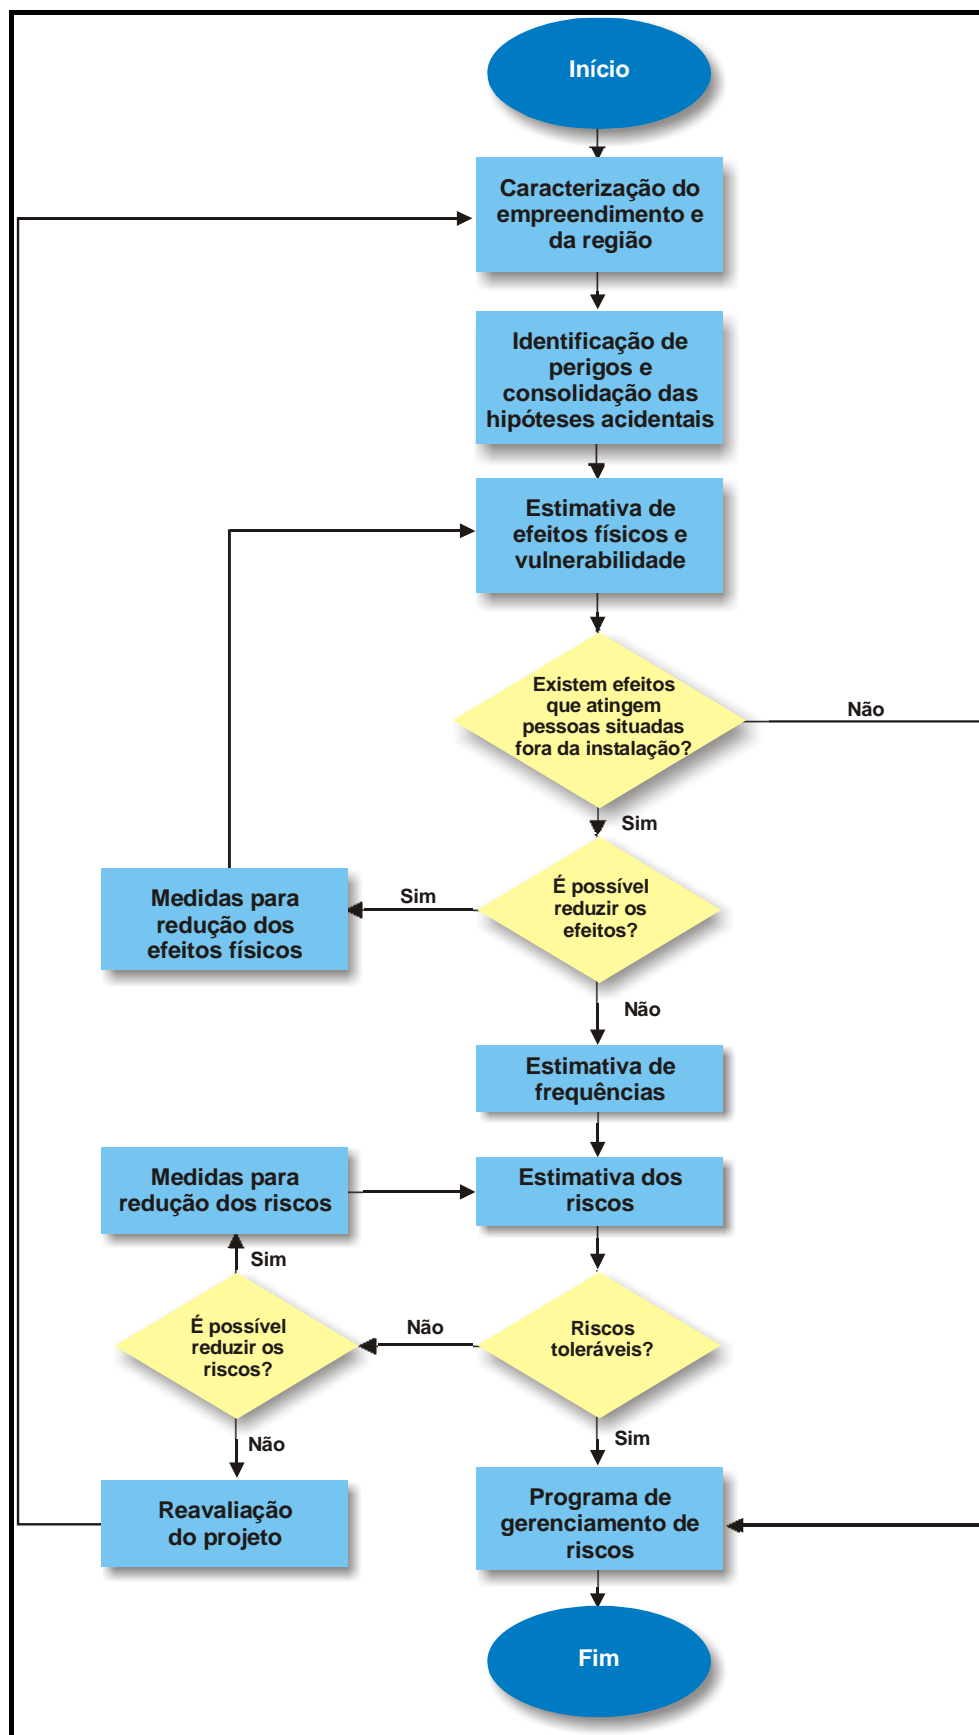 Início
Caracterização do
empreendimento e
da região
Identificação de
perigos e
consolidação das
hipóteses acidentais
Estimativa de
efeitos físicos e
vulnerabilidade
Existem efeitos
que atingem
pessoas situadas
fora da instalação?
Não
Sim
É possível
reduzir os
efeitos?
Sim
Medidas para
redução dos
efeitos físicos
Não
Estimativa de
frequências
Medidas para
redução dos riscos
Estimativa dos
riscos
Sim
É possível
reduzir os
riscos?
Não
Riscos
toleráveis?
Não
Sim
Reavaliação
do projeto
Programa de
gerenciamento de
riscos
Fim